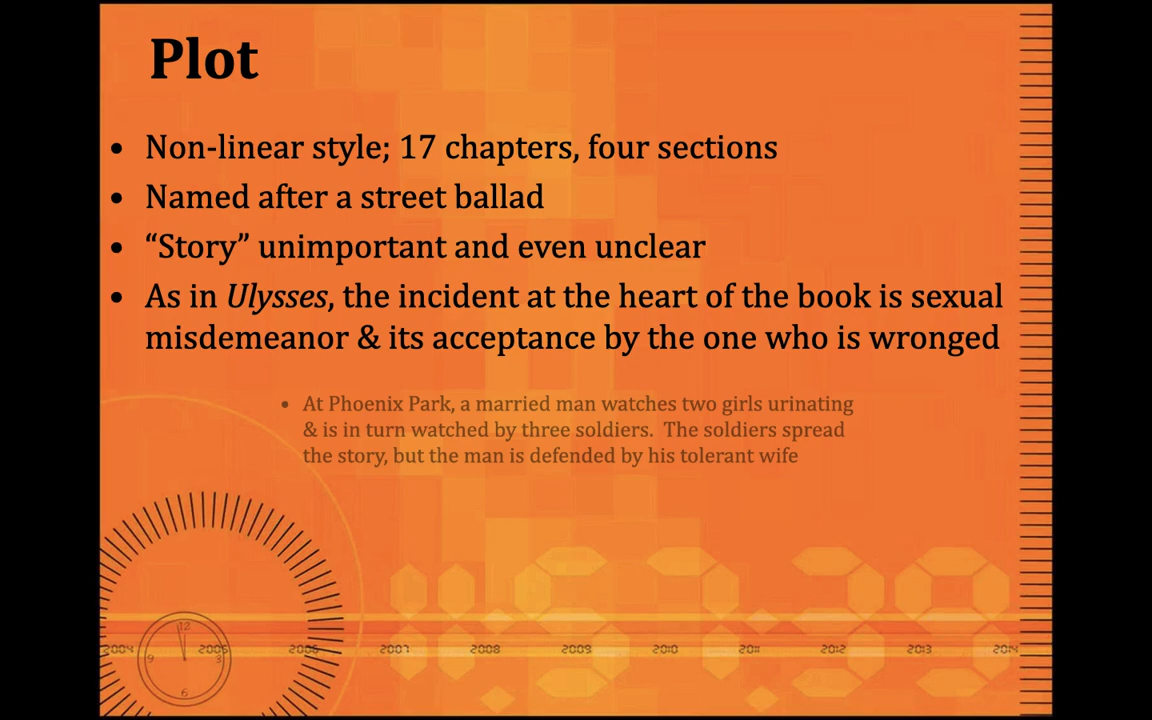 Plot
• Non-linear style; 17 chapters, four sections
• Named after a street ballad
• “Story” unimportant and even unclear
• As in Ulysses, the incident at the heart of the book is sexual
misdemeanor & its acceptance by the one who is wronged
• At Phoenix Park, a married man watches two girls urinating
& is in turn watched by three soldiers.  The soldiers spread
the story, but the man is defended by his tolerant wife
12
9 3
6
2004 2005 2006 2007 2008 2009 2010 2011 2012 2013 2014